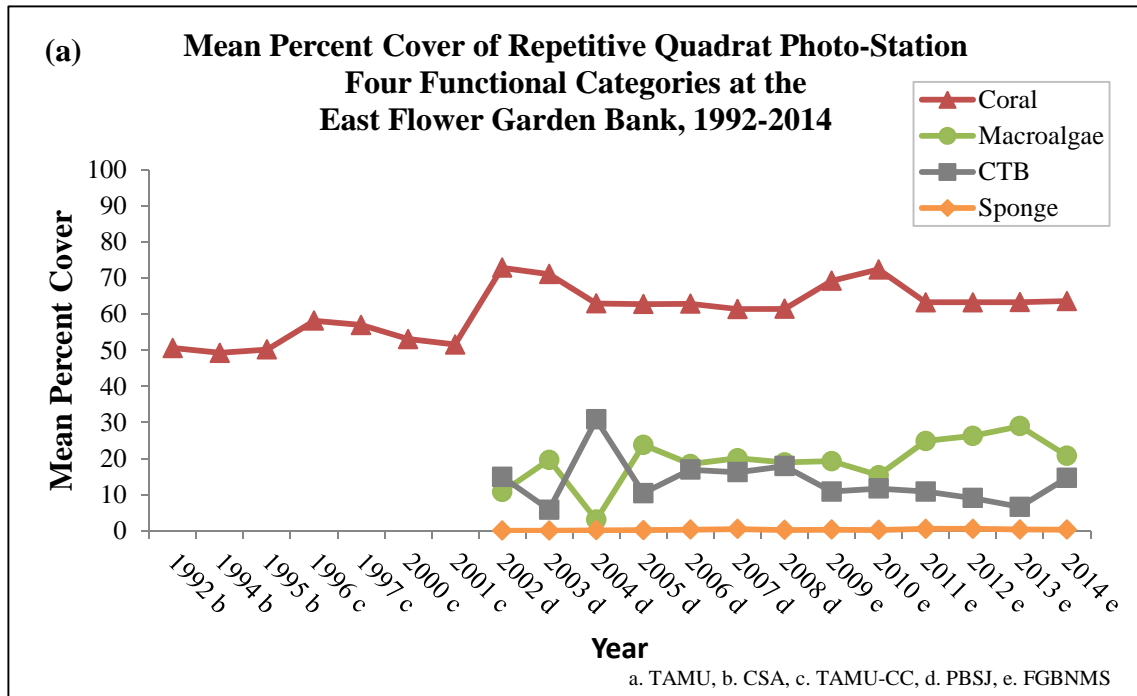 (a)
Mean Percent Cover of Repetitive Quadrat Photo-Station
Four Functional Categories at the
East Flower Garden Bank, 1992-2014
Coral
Macroalgae
CTB
Sponge
Mean Percent Cover
100
90
80
70
60
50
40
30
20
10
0
1992 b
1994 b
1995 b
1996 c
1997 c
2000 c
2001 c
2002 d
2003 d
2004 d
2005 d
2006 d
2007 d
2008 d
2009 e
2010 e
2011 e
2012 e
2013 e
2014 e
Year
a. TAMU, b. CSA, c. TAMU-CC, d. PBSJ, e. FGBNMS